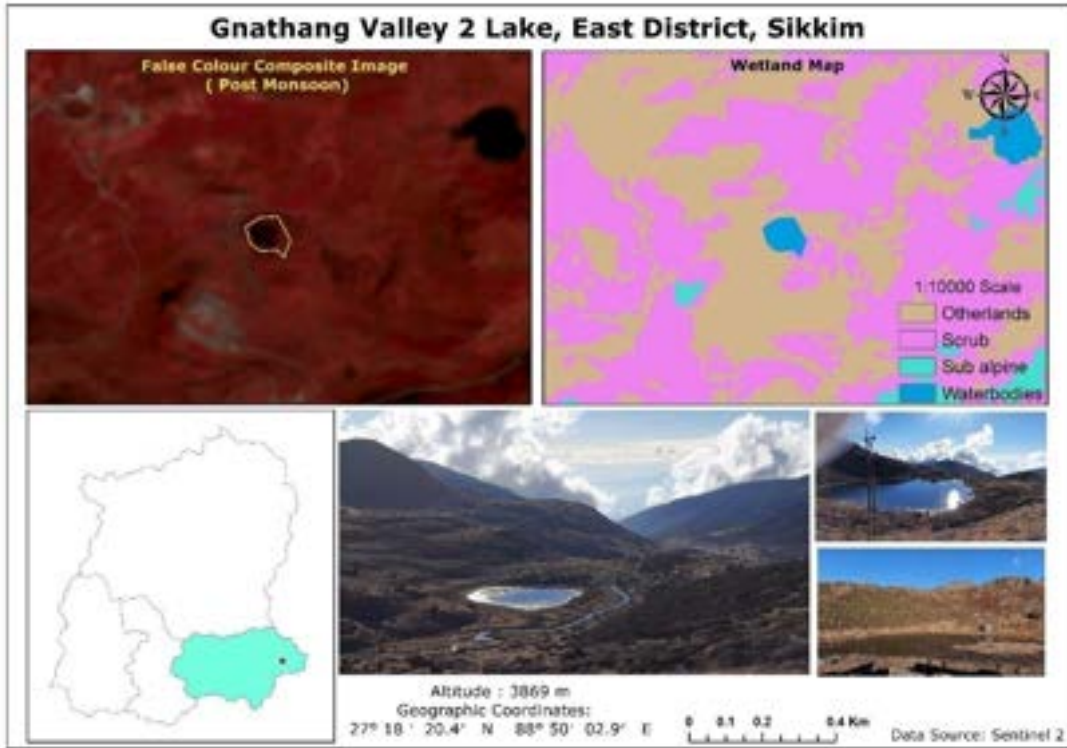 Gnathang Valley 2 Lake, East District, Sikkim
False Colour Composite Image
( Post Monsoon)
Wetland Map
N
W
E
S
1:10000 Scale
Otherlands
Scrub
Sub alpine
Waterbodies
Altitude : 3869 m
Geographic Coordinates:
27° 18' 20.4" N 88° 50' 02.9" E
0 0.1 0.2 0.4 Km
Data Source: Sentinel 2